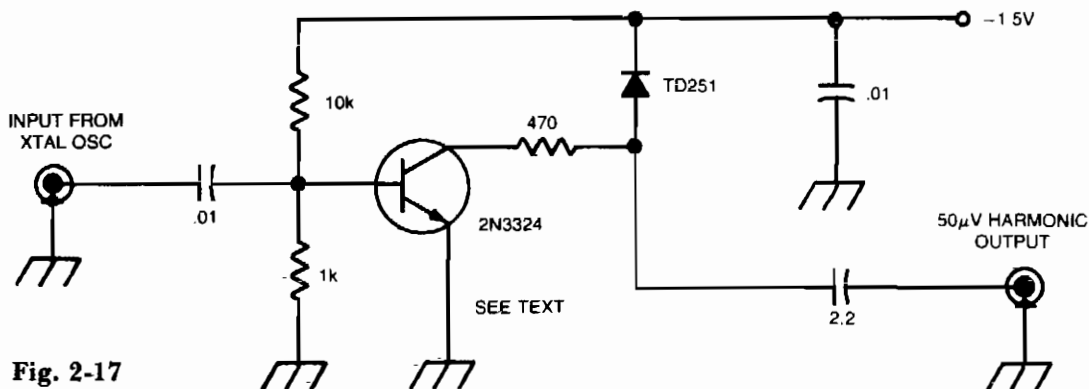 −1 5V
TD251
.01
10k
470
INPUT FROM
XTAL OSC
.01
2N3324
50μV HARMONIC
OUTPUT
1k
SEE TEXT
2.2
Fig. 2-17